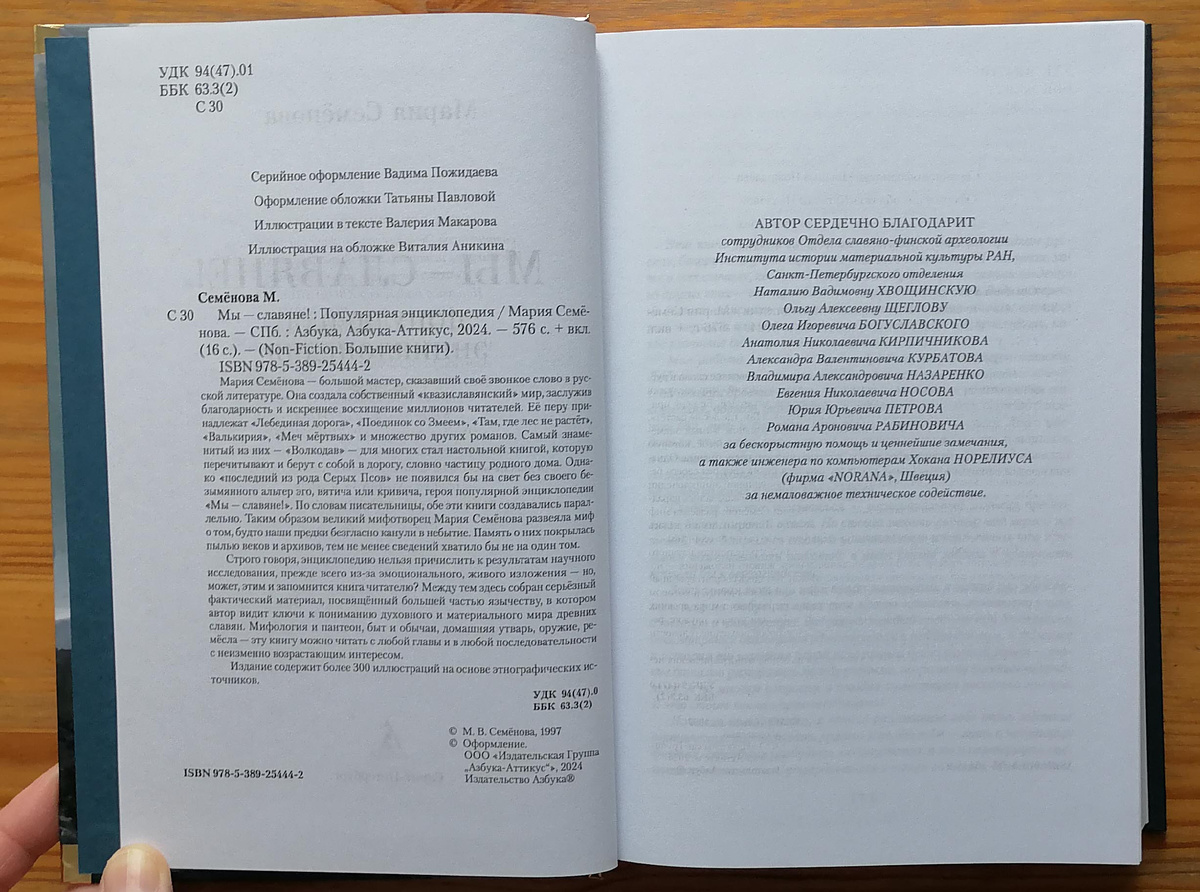 УДК 94(47).01
ББК 63.3(2)
С 30
Серийное оформление Вадима Пожидаева
Оформление обложки Татьяны Павловой
Иллюстрации в тексте Валерия Макарова
Иллюстрация на обложке Виталия Аникина
Семёнова М.
С 30 Мы — славяне! : Популярная энциклопедия / Мария Семё-
нова. — СПб. : Азбука, Азбука-Аттикус, 2024. — 576 с. + вкл.
(16 с.). — (Non-Fiction. Большие книги).
ISBN 978-5-389-25444-2
Мария Семёнова — большой мастер, сказавший своё звонкое слово в рус-
ской литературе. Она создала собственный «квазиславянский» мир, заслужив
благодарность и искреннее восхищение миллионов читателей. Её перу при-
надлежат «Лебединая дорога», «Поединок со Змеем», «Там, где лес не растёт»,
«Валькирия», «Меч мёртвых» и множество других романов. Самый знаме-
нитый из них — «Волкодав» — для многих стал настольной книгой, которую
перечитывают и берут с собой в дорогу, словно частицу родного дома. Одна-
ко «последний из рода Серых Псов» не появился бы на свет без своего бе-
зымянного альтер эго, вятича или кривича, героя популярной энциклопедии
«Мы — славяне!». По словам писательницы, обе эти книги создавались парал-
лельно. Таким образом великий мифотворец Мария Семёнова развеяла миф
о том, будто наши предки безгласно канули в небытие. Память о них покрылась
пылью веков и архивов, тем не менее сведений хватило бы не на один том.
Строго говоря, энциклопедию нельзя причислить к результатам научного
исследования, прежде всего из-за эмоционального, живого изложения — но,
может, этим и запомнится книга читателю? Между тем здесь собран серьёзный
фактический материал, посвящённый большей частью язычеству, в котором
автор видит ключи к пониманию духовного и материального мира древних
славян. Мифология и пантеон, быт и обычаи, домашняя утварь, оружие, ре-
мёсла — эту книгу можно читать с любой главы и в любой последовательности
с неизменно возрастающим интересом.
Издание содержит более 300 иллюстраций на основе этнографических ис-
точников.
УДК 94(47).0
ББК 63.3(2)
© М. В. Семёнова, 1997
© Оформление.
ООО «Издательская Группа
„Азбука-Аттикус“», 2024
Издательство Азбука®
ISBN 978-5-389-25444-2
АВТОР СЕРДЕЧНО БЛАГОДАРИТ
сотрудников Отдела славяно-финской археологии
Института истории материальной культуры РАН,
Санкт-Петербургского отделения
Наталию Вадимовну ХВОЩИНСКУЮ
Ольгу Алексеевну ЩЕГЛОВУ
Олега Игоревича БОГУСЛАВСКОГО
Анатолия Николаевича КИРПИЧНИКОВА
Александра Валентиновича КУРБАТОВА
Владимира Александровича НАЗАРЕНКО
Евгения Николаевича НОСОВА
Юрия Юрьевича ПЕТРОВА
Романа Ароновича РАБИНОВИЧА
за бескорыстную помощь и ценнейшие замечания,
а также инженера по компьютерам Хокана НОРЕЛИУСА
(фирма «NORANA», Швеция)
за немаловажное техническое содействие.